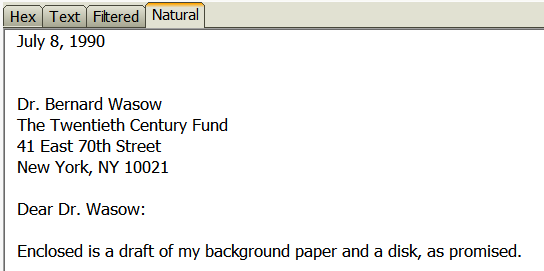 Hex Text Filtered Natural
July 8, 1990
Dr. Bernard Wasow
The Twentieth Century Fund
41 East 70th Street
New York, NY 10021
Dear Dr. Wasow:
Enclosed is a draft of my background paper and a disk, as promised.